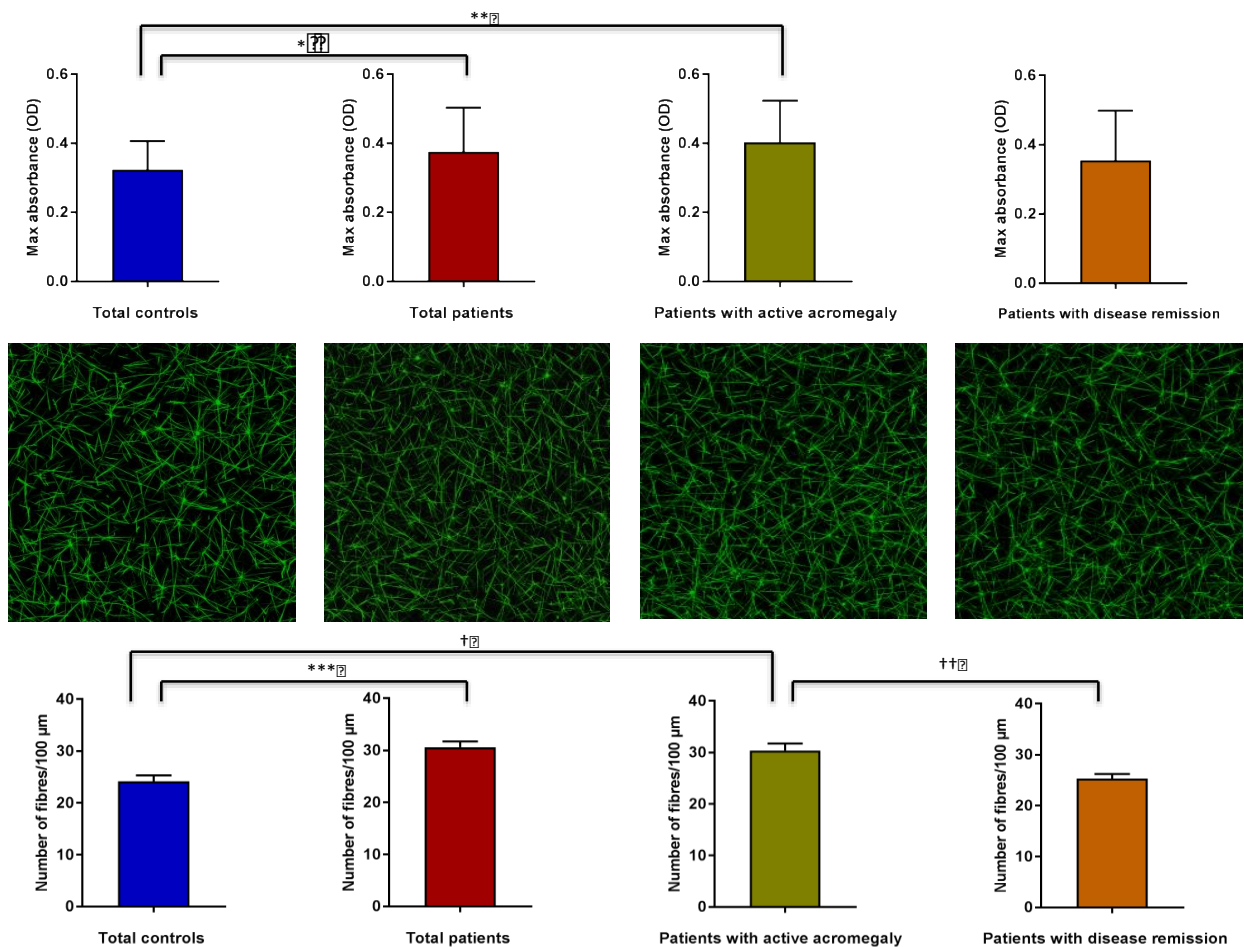 **
*
0.6
0.4
0.2
0.0
Max absorbance (OD)
Total controls
0.6
0.4
0.2
0.0
Max absorbance (OD)
Total patients
0.6
0.4
0.2
0.0
Max absorbance (OD)
Patients with active acromegaly
0.6
0.4
0.2
0.0
Max absorbance (OD)
Patients with disease remission
†
***
††
40
30
20
10
0
Number of fibres/100 µm
Total controls
40
30
20
10
0
Number of fibres/100 µm
Total patients
40
30
20
10
0
Number of fibres/100 µm
Patients with active acromegaly
40
30
20
10
0
Number of fibres/100 µm
Patients with disease remission